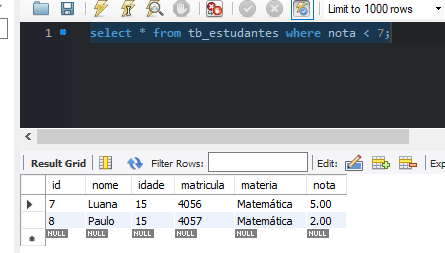 Limit to 1000 rows
1 select * from tb_estudantes where nota < 7;
Result Grid Filter Rows: Edit:
id nome idade matricula materia nota
7 Luana 15 4056 Matemática 5.00
8 Paulo 15 4057 Matemática 2.00
NULL NULL NULL NULL NULL NULL